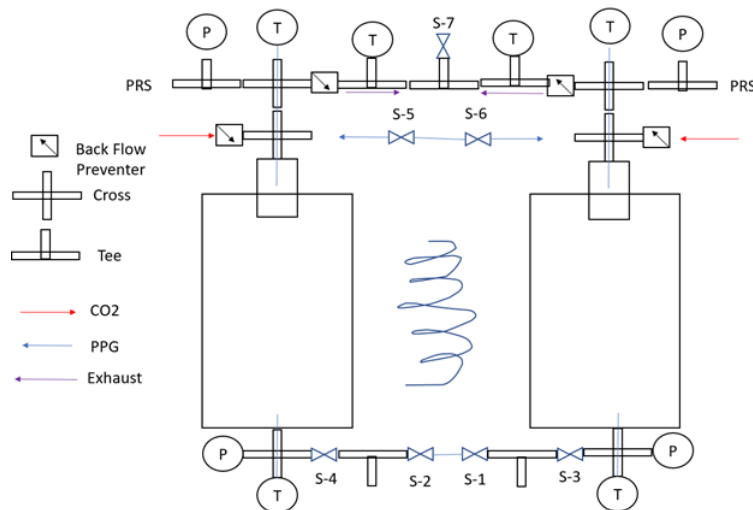 S-7
P
T
T
T
T
P
PRS
PRS
S-5
S-6
Back Flow
Preventer
Cross
Tee
CO2
PPG
Exhaust
P
P
S-4
S-2
S-1
S-3
T
T